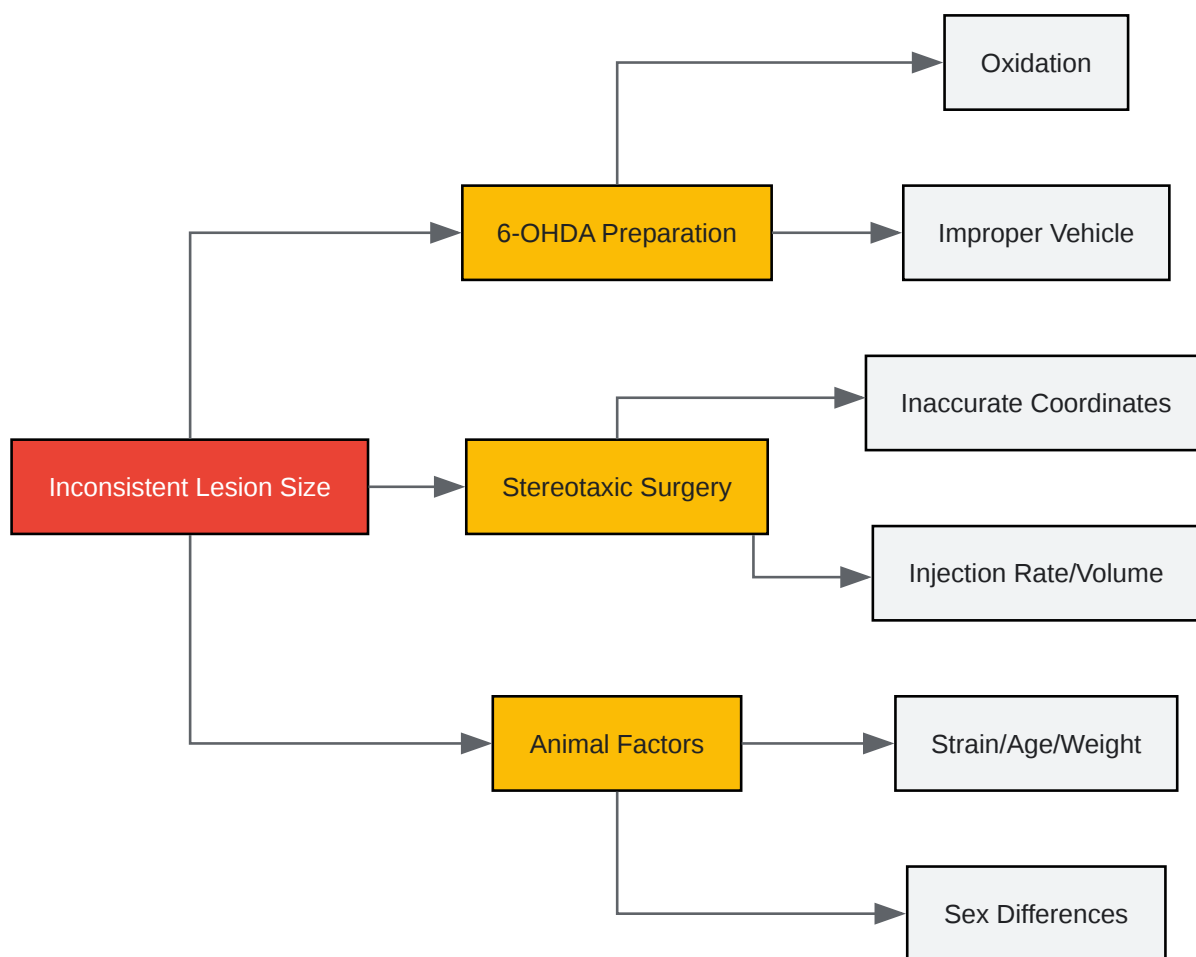 Oxidation
6-OHDA Preparation
Improper Vehicle
Inaccurate Coordinates
Inconsistent Lesion Size
Stereotaxic Surgery
Injection Rate/Volume
Animal Factors
Strain/Age/Weight
Sex Differences